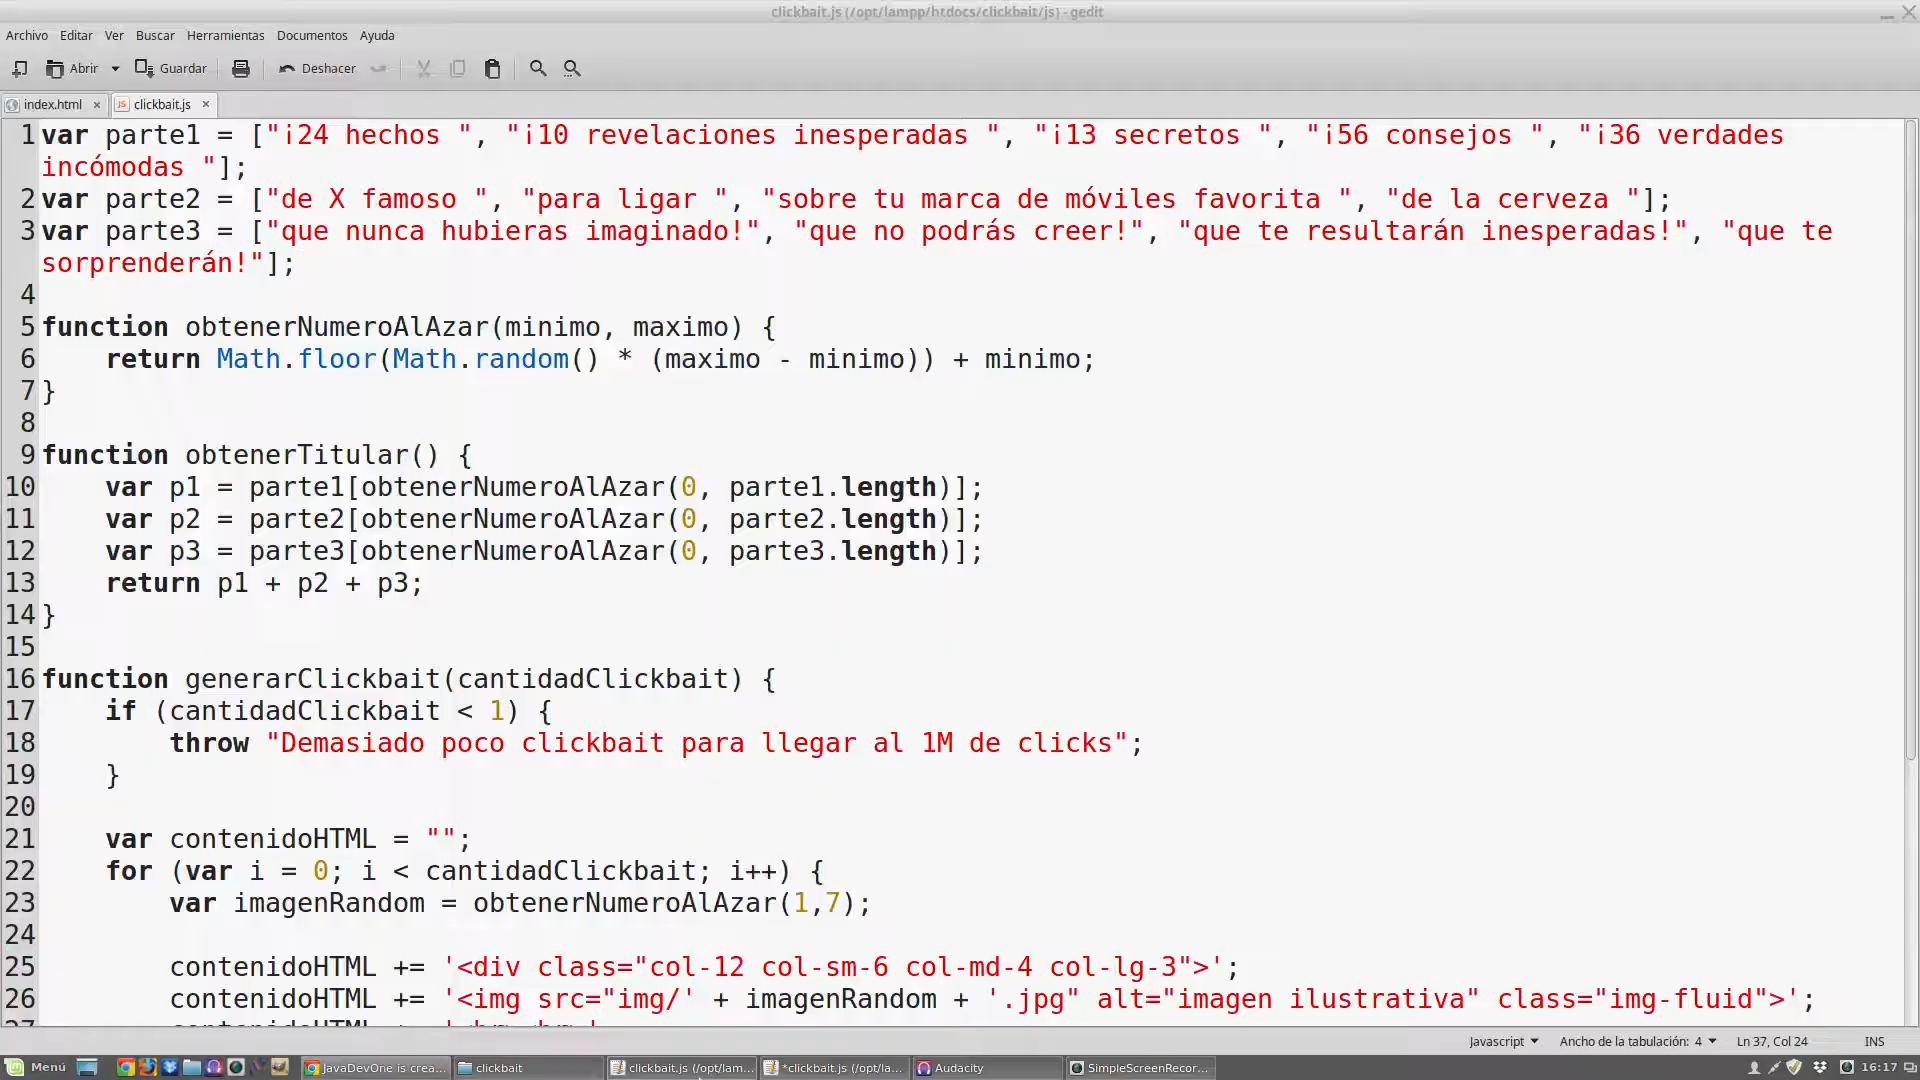 clickbait.js (/opt/lampp/htdocs/clickbait/js) - gedit
Archivo Editar Ver Buscar Herramientas Documentos Ayuda
Abrir Guardar Deshacer
index.html × JS clickbait.js ×
1 var parte1 = ["¡24 hechos ", "¡10 revelaciones inesperadas ", "¡13 secretos ", "¡56 consejos ", "¡36 verdades
incómodas "];
2 var parte2 = ["de X famoso ", "para ligar ", "sobre tu marca de móviles favorita ", "de la cerveza "];
3 var parte3 = ["que nunca hubieras imaginado!", "que no podrás creer!", "que te resultarán inesperadas!", "que te
sorprenderán!"];
4
5 function obtenerNumeroAlAzar(minimo, maximo) {
6     return Math.floor(Math.random() * (maximo - minimo)) + minimo;
7 }
8
9 function obtenerTitular() {
10     var p1 = parte1[obtenerNumeroAlAzar(0, parte1.length)];
11     var p2 = parte2[obtenerNumeroAlAzar(0, parte2.length)];
12     var p3 = parte3[obtenerNumeroAlAzar(0, parte3.length)];
13     return p1 + p2 + p3;
14 }
15
16 function generarClickbait(cantidadClickbait) {
17     if (cantidadClickbait < 1) {
18         throw "Demasiado poco clickbait para llegar al 1M de clicks";
19     }
20
21     var contenidoHTML = "";
22     for (var i = 0; i < cantidadClickbait; i++) {
23         var imagenRandom = obtenerNumeroAlAzar(1,7);
24
25         contenidoHTML += '<div class="col-12 col-sm-6 col-md-4 col-lg-3">';
26         contenidoHTML += '<img src="img/' + imagenRandom + '.jpg" alt="imagen ilustrativa" class="img-fluid">';
Javascript Ancho de la tabulación: 4 Ln 37, Col 24 INS
Menú JavaDevOne is crea... clickbait clickbait.js (/opt/lam... *clickbait.js (/opt/la... Audacity SimpleScreenRecor... 16:17